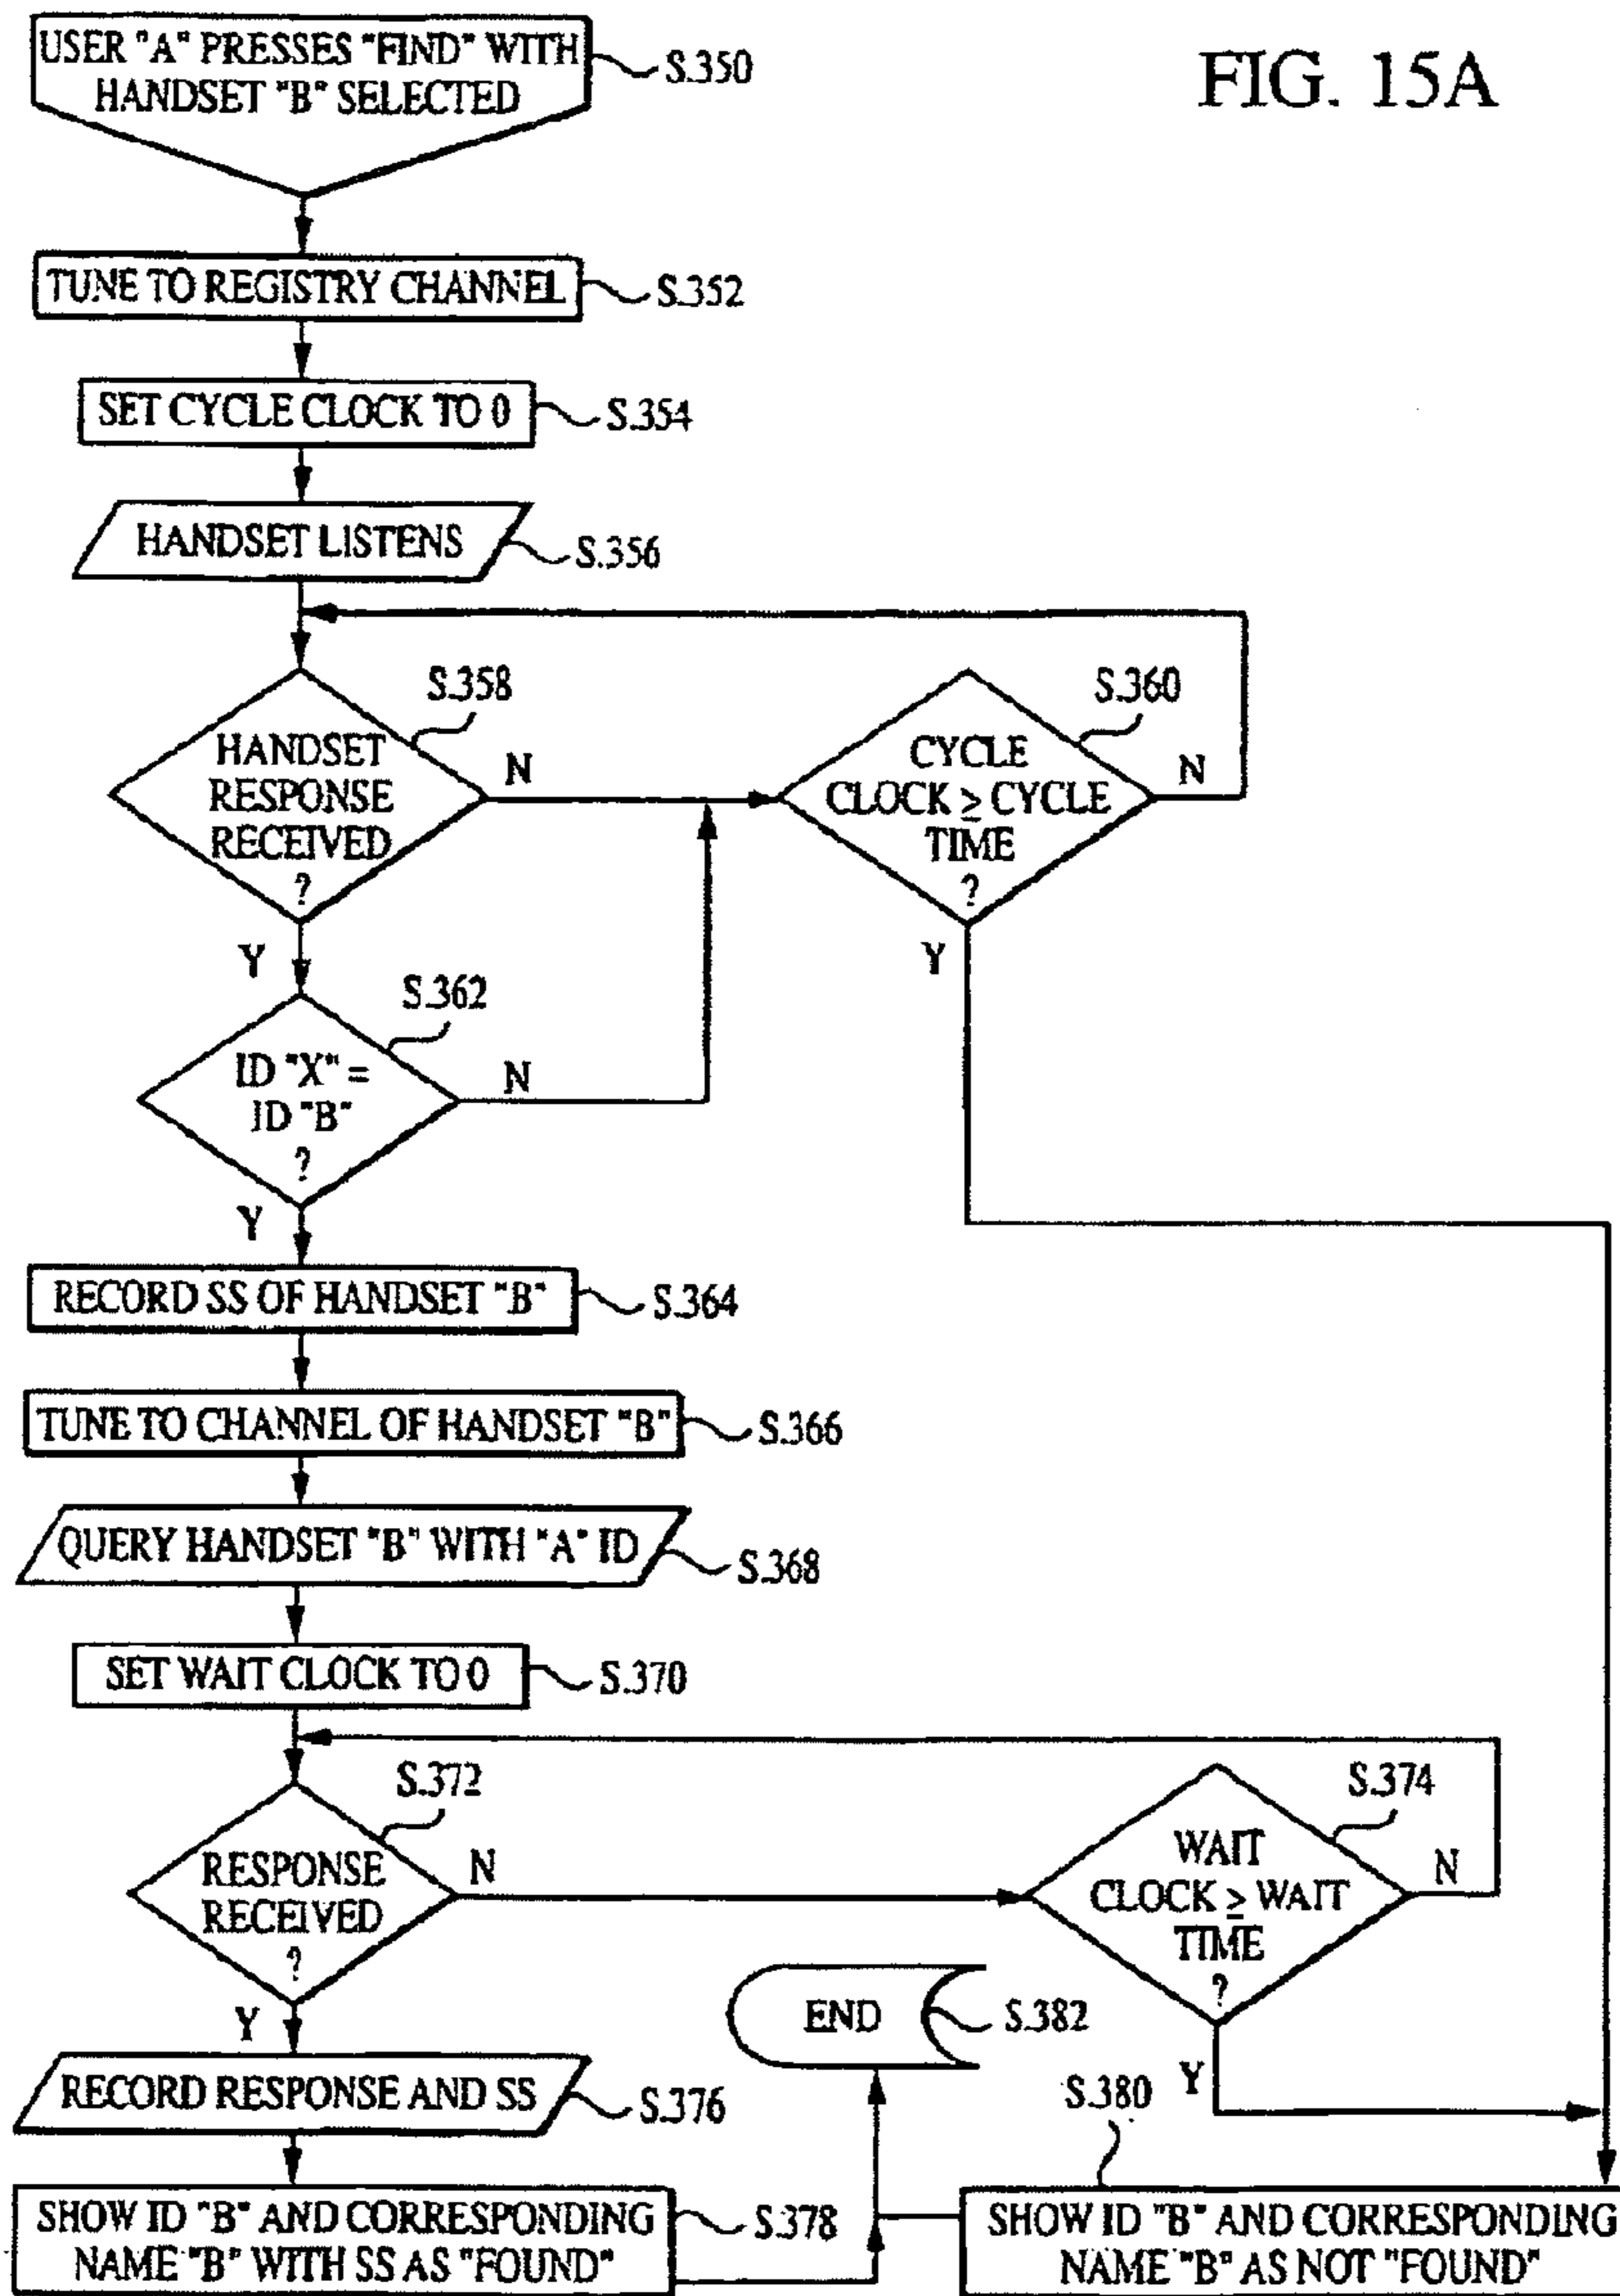 FIG. 15A
USER "A" PRESSES "FIND" WITH
HANDSET "B" SELECTED
S.350
TUNE TO REGISTRY CHANNEL
S.352
SET CYCLE CLOCK TO 0
S.354
HANDSET LISTENS
S.356
S.358
HANDSET
RESPONSE
RECEIVED
?
N
Y
S.360
CYCLE
CLOCK ≥ CYCLE
TIME
?
N
Y
S.362
ID "X" =
ID "B"
?
N
Y
RECORD SS OF HANDSET "B"
S.364
TUNE TO CHANNEL OF HANDSET "B"
S.366
QUERY HANDSET "B" WITH "A" ID
S.368
SET WAIT CLOCK TO 0
S.370
S.372
RESPONSE
RECEIVED
?
N
Y
S.374
WAIT
CLOCK ≥ WAIT
TIME
?
N
Y
RECORD RESPONSE AND SS
S.376
SHOW ID "B" AND CORRESPONDING
NAME "B" WITH SS AS "FOUND"
S.378
S.380
SHOW ID "B" AND CORRESPONDING
NAME "B" AS NOT "FOUND"
END
S.382